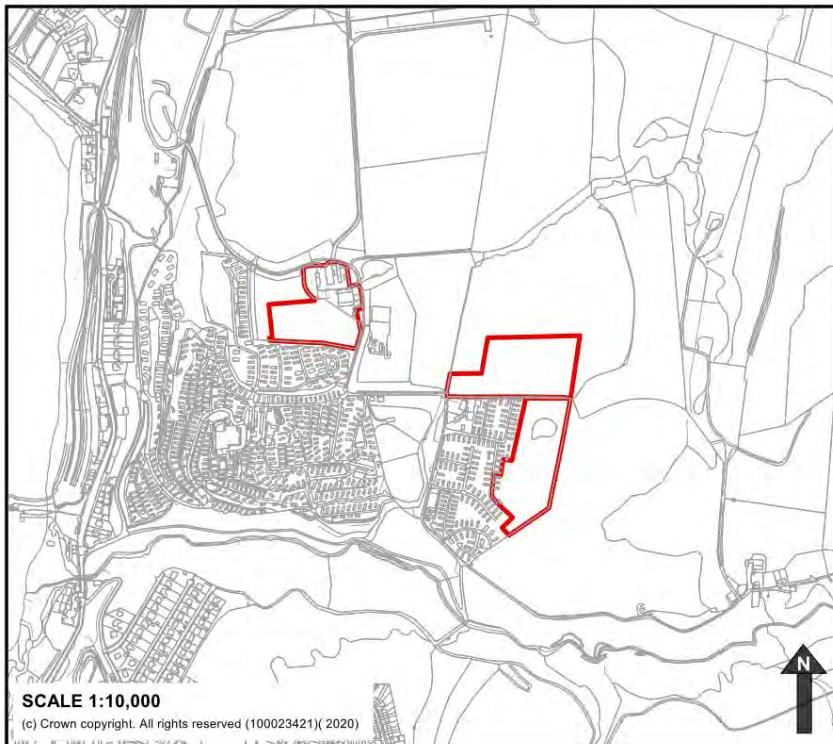 N
SCALE 1:10,000
(c) Crown copyright. All rights reserved (100023421)( 2020)